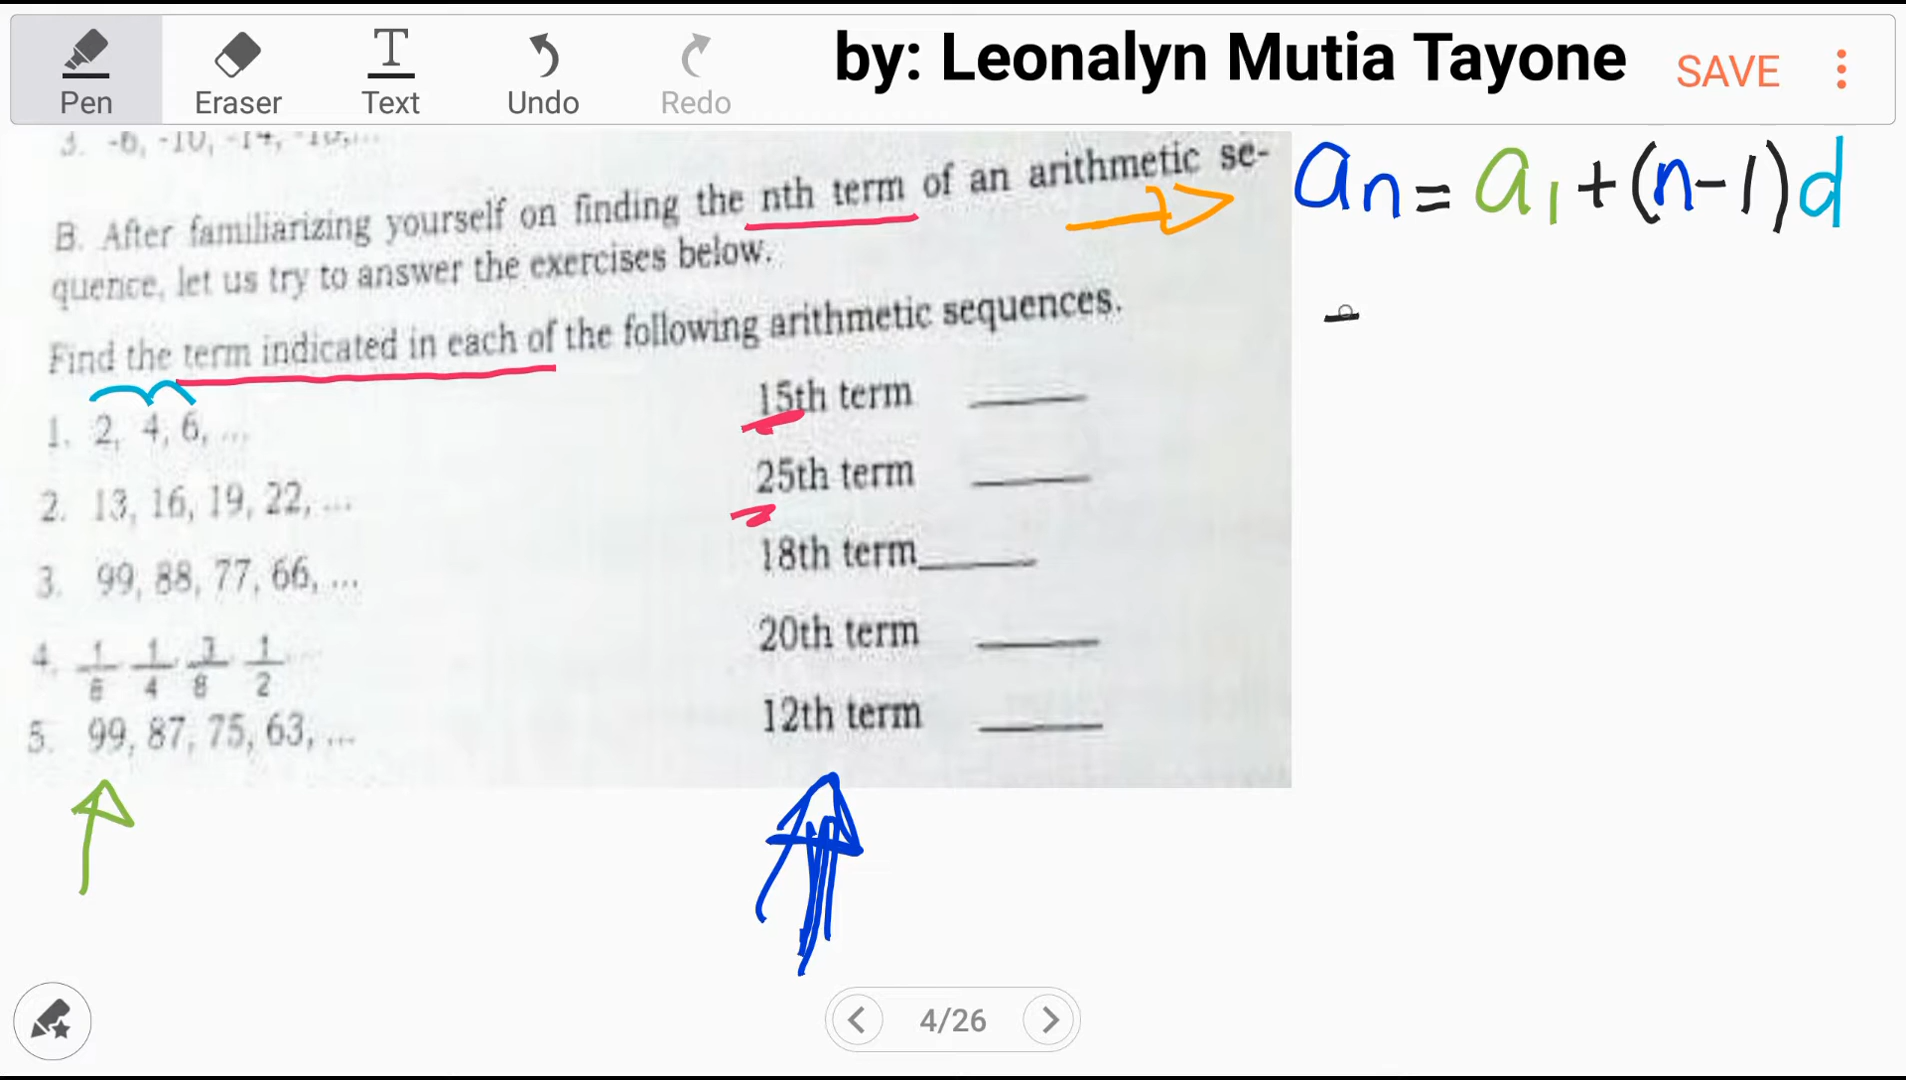 by: Leonalyn Mutia Tayone
SAVE
Pen
Eraser
Text
Undo
Redo
3. -6, -10, -14,
B. After familiarizing yourself on finding the nth term of an arithmetic se-
quence, let us try to answer the exercises below.
Find the term indicated in each of the following arithmetic sequences.
1. 2, 4, 6, ... 15th term
2. 13, 16, 19, 22, ... 25th term
3. 99, 88, 77, 66, ... 18th term
4. 1/8 1/4 3/8 1/2 ... 20th term
5. 99, 87, 75, 63, ... 12th term
an = a1 + (n-1)d
4/26